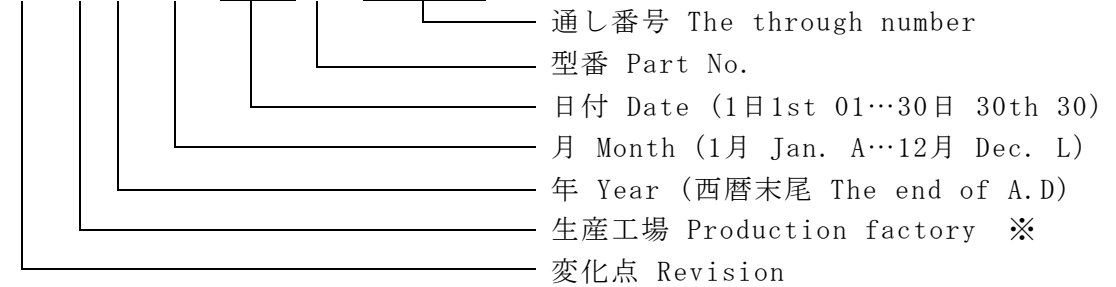 通し番号 The through number
型番 Part No.
日付 Date (1日1st 01…30日 30th 30)
月 Month (1月 Jan. A…12月 Dec. L)
年 Year (西暦末尾 The end of A.D)
生産工場 Production factory ※
変化点 Revision